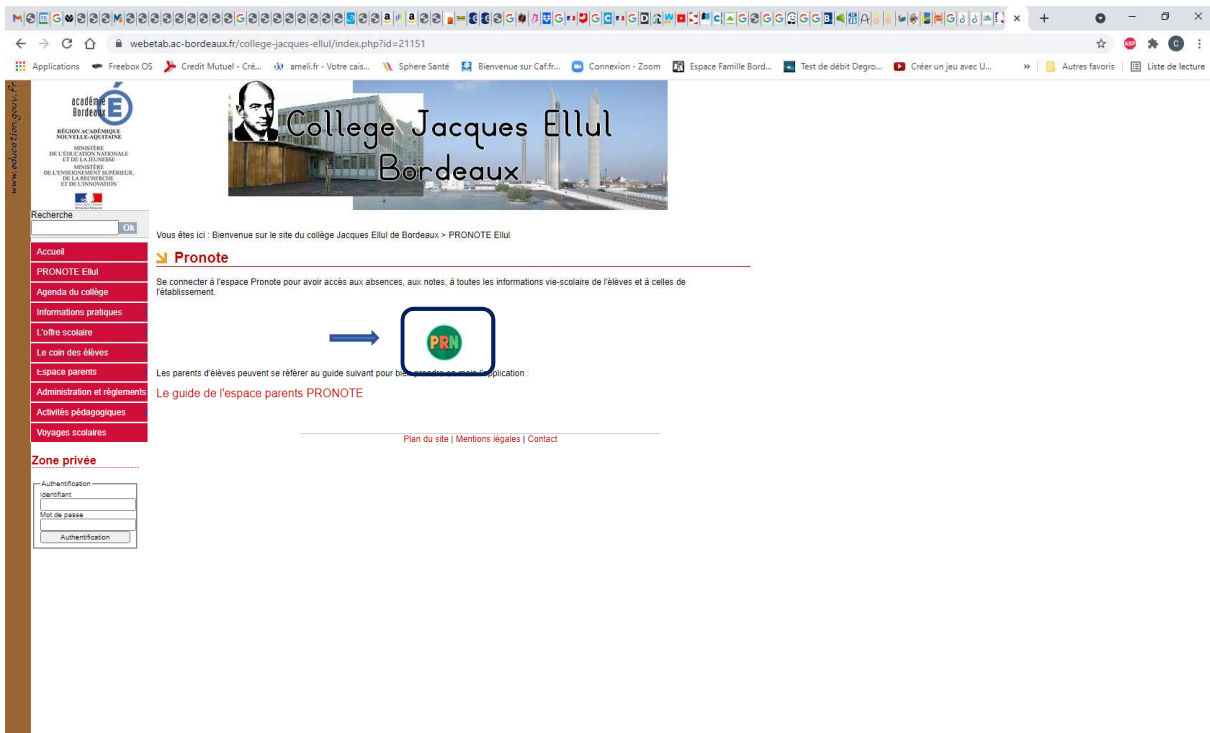 webetab.ac-bordeaux.fr/college-jacques-ellul/index.php?id=21151
Applications Freebox OS Credit Mutuel - Cré... ameli.fr - Votre cais... Sphere Santé Bienvenue sur Caf.fr... Connexion - Zoom Espace Famille Bord... Test de débit Degro... Créer un jeu avec U... » Autres favoris Liste de lecture
www.education.gouv.fr
académie
Bordeaux
RÉGION ACADÉMIQUE
NOUVELLE-AQUITAINE
MINISTÈRE
DE L'ÉDUCATION NATIONALE
ET DE LA JEUNESSE
MINISTÈRE
DE L'ENSEIGNEMENT SUPÉRIEUR,
DE LA RECHERCHE
ET DE L'INNOVATION
College Jacques Ellul
Bordeaux
Recherche
Ok
Vous êtes ici : Bienvenue sur le site du collège Jacques Ellul de Bordeaux > PRONOTE Ellul
Accueil
PRONOTE Ellul
Agenda du collège
Informations pratiques
L'offre scolaire
Le coin des élèves
Espace parents
Administration et règlements
Activités pédagogiques
Voyages scolaires
Pronote
Se connecter à l'espace Pronote pour avoir accès aux absences, aux notes, à toutes les informations vie-scolaire de l'élèves et à celles de
l'établissement.
PRN
Les parents d'élèves peuvent se référer au guide suivant pour bien prendre en main l'application :
Le guide de l'espace parents PRONOTE
Plan du site | Mentions légales | Contact
Zone privée
Authentification
Identifiant
Mot de passe
Authentification